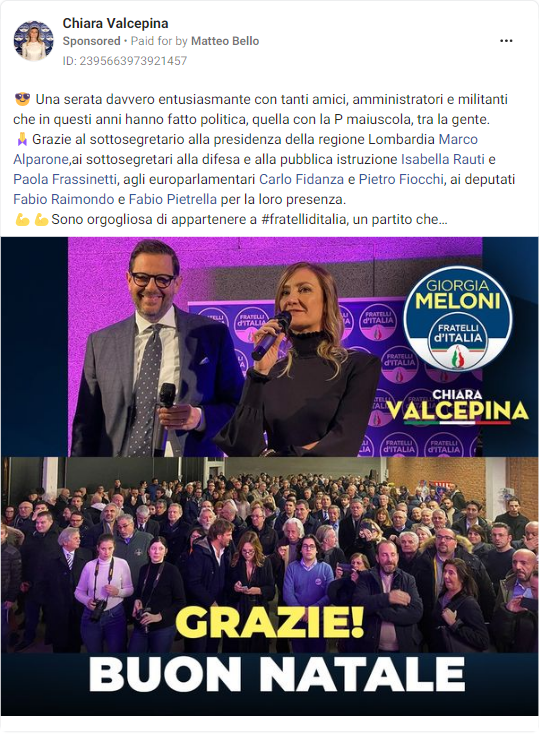 Chiara Valcepina
Sponsored • Paid for by Matteo Bello
ID: 2395663973921457
😎 Una serata davvero entusiasmante con tanti amici, amministratori e militanti
che in questi anni hanno fatto politica, quella con la P maiuscola, tra la gente.
🙏 Grazie al sottosegretario alla presidenza della regione Lombardia Marco
Alparone,ai sottosegretari alla difesa e alla pubblica istruzione Isabella Rauti e
Paola Frassinetti, agli europarlamentari Carlo Fidanza e Pietro Fiocchi, ai deputati
Fabio Raimondo e Fabio Pietrella per la loro presenza.
💪💪Sono orgogliosa di appartenere a #fratelliditalia, un partito che...
GIORGIA
MELONI
FRATELLI
d'ITALIA
CHIARA
VALCEPINA
FRATELLI
d'ITALIA
GRAZIE!
BUON NATALE